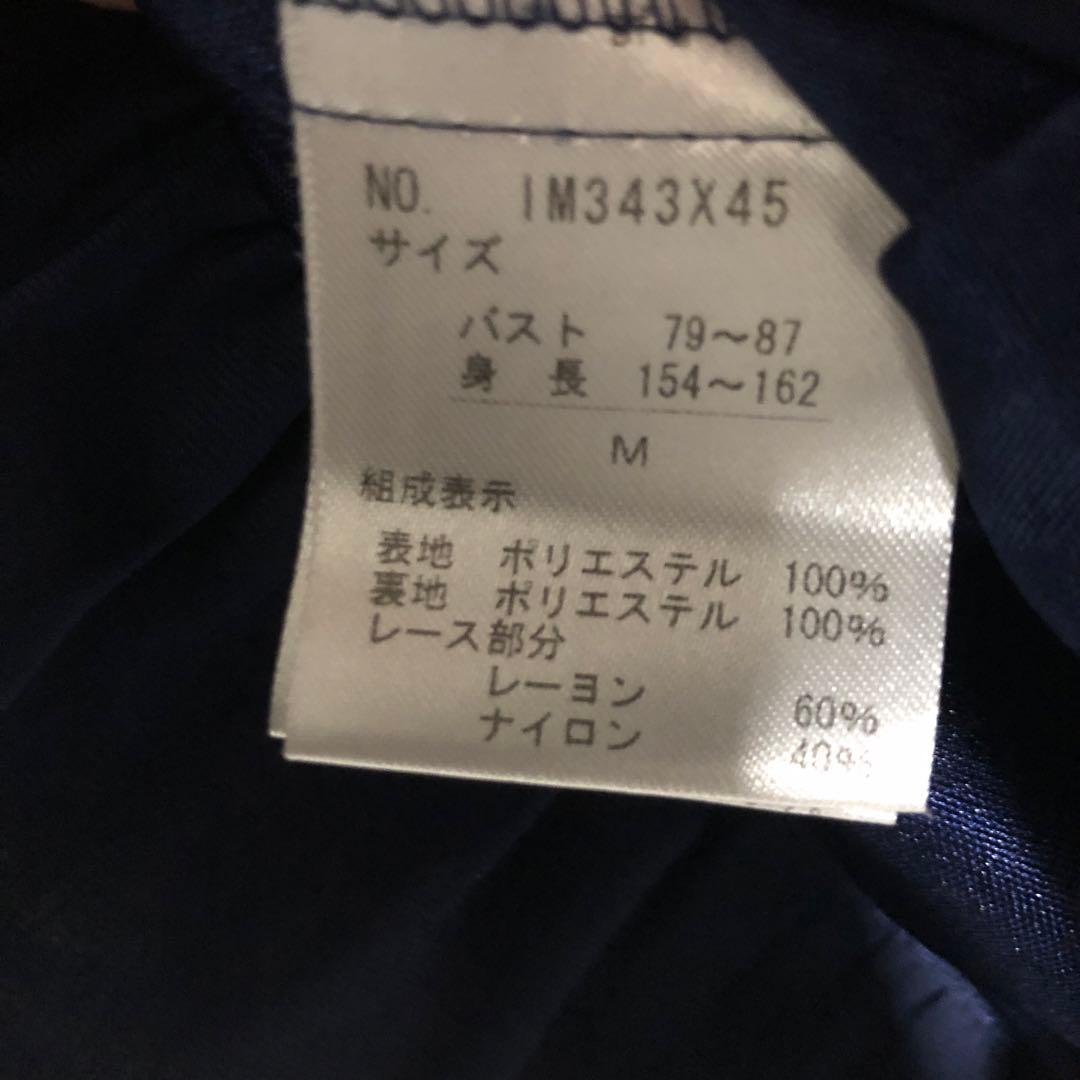 NO. IM343X45
サイズ
バスト 79～87
身 長 154～162
M
組成表示
表地 ポリエステル 100%
裏地 ポリエステル 100%
レース部分
レーヨン 60%
ナイロン 40%